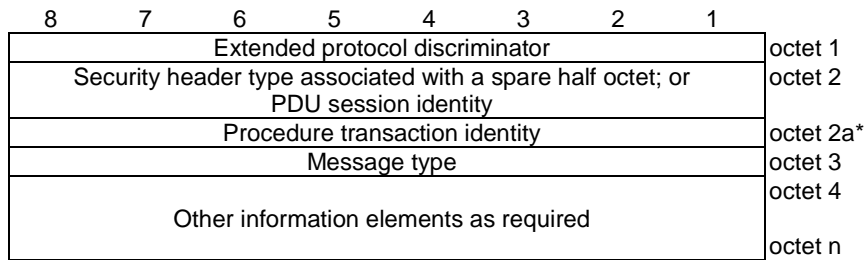 8 7 6 5 4 3 2 1
Extended protocol discriminator octet 1
Security header type associated with a spare half octet; or octet 2
PDU session identity
Procedure transaction identity octet 2a*
Message type octet 3
octet 4
Other information elements as required
octet n